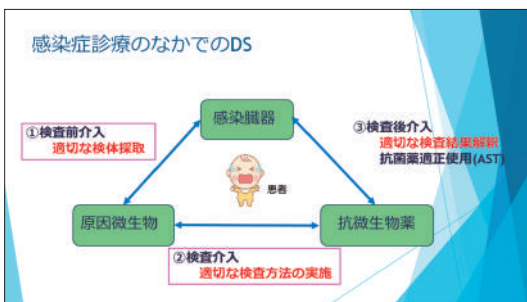 感染症診療のなかでのDS
感染臓器
①検査前介入
適切な検体採取
③検査後介入
適切な検査結果解釈
抗菌薬適正使用(AST)
患者
原因微生物
抗微生物薬
②検査介入
適切な検査方法の実施